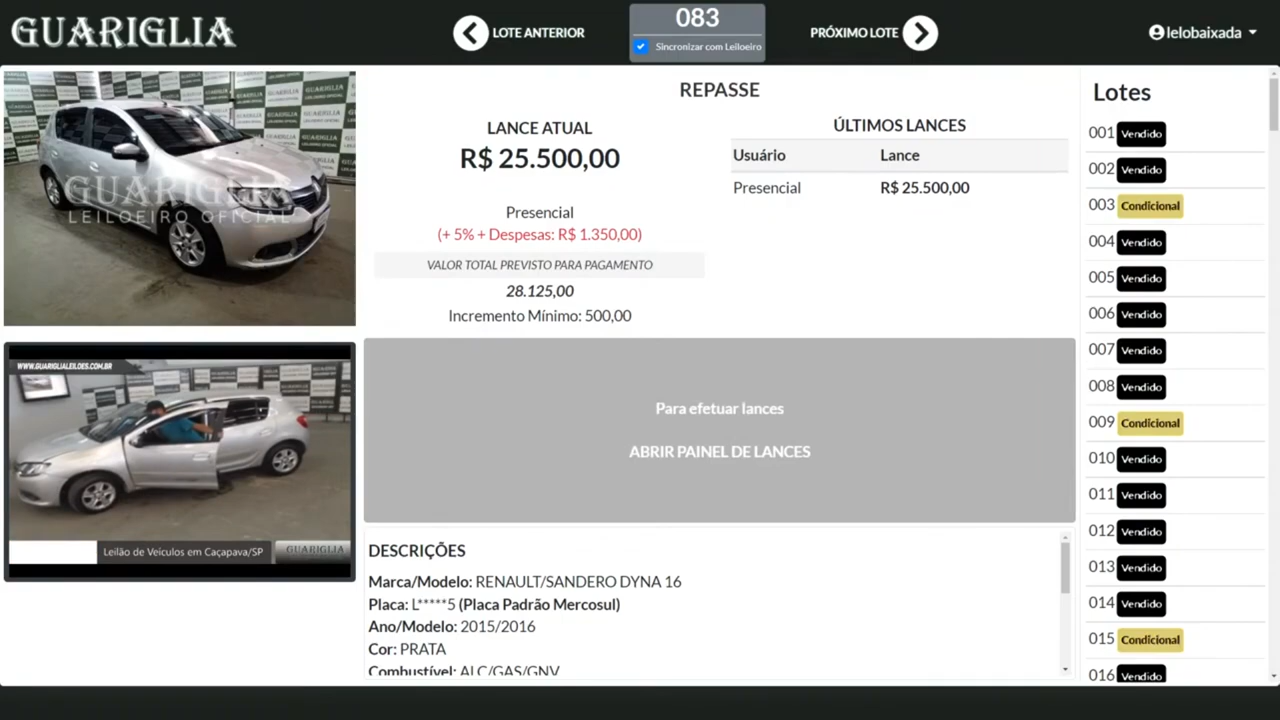 GUARIGLIA
LOTE ANTERIOR
083
Sincronizar com Leiloeiro
PRÓXIMO LOTE
lelobaixada
GUARIGLIA
LEILOEIRO OFICIAL
WWW.GUARIGLIALEILOES.COM.BR
Leilão de Veículos em Caçapava/SP
GUARIGLIA
REPASSE
LANCE ATUAL
R$ 25.500,00
Presencial
(+ 5% + Despesas: R$ 1.350,00)
VALOR TOTAL PREVISTO PARA PAGAMENTO
28.125,00
Incremento Mínimo: 500,00
ÚLTIMOS LANCES
Usuário Lance
Presencial R$ 25.500,00
Para efetuar lances
ABRIR PAINEL DE LANCES
DESCRIÇÕES
Marca/Modelo: RENAULT/SANDERO DYNA 16
Placa: L*****5 (Placa Padrão Mercosul)
Ano/Modelo: 2015/2016
Cor: PRATA
Combustível: ALC/GAS/GNV
Lotes
001 Vendido
002 Vendido
003 Condicional
004 Vendido
005 Vendido
006 Vendido
007 Vendido
008 Vendido
009 Condicional
010 Vendido
011 Vendido
012 Vendido
013 Vendido
014 Vendido
015 Condicional
016 Vendido